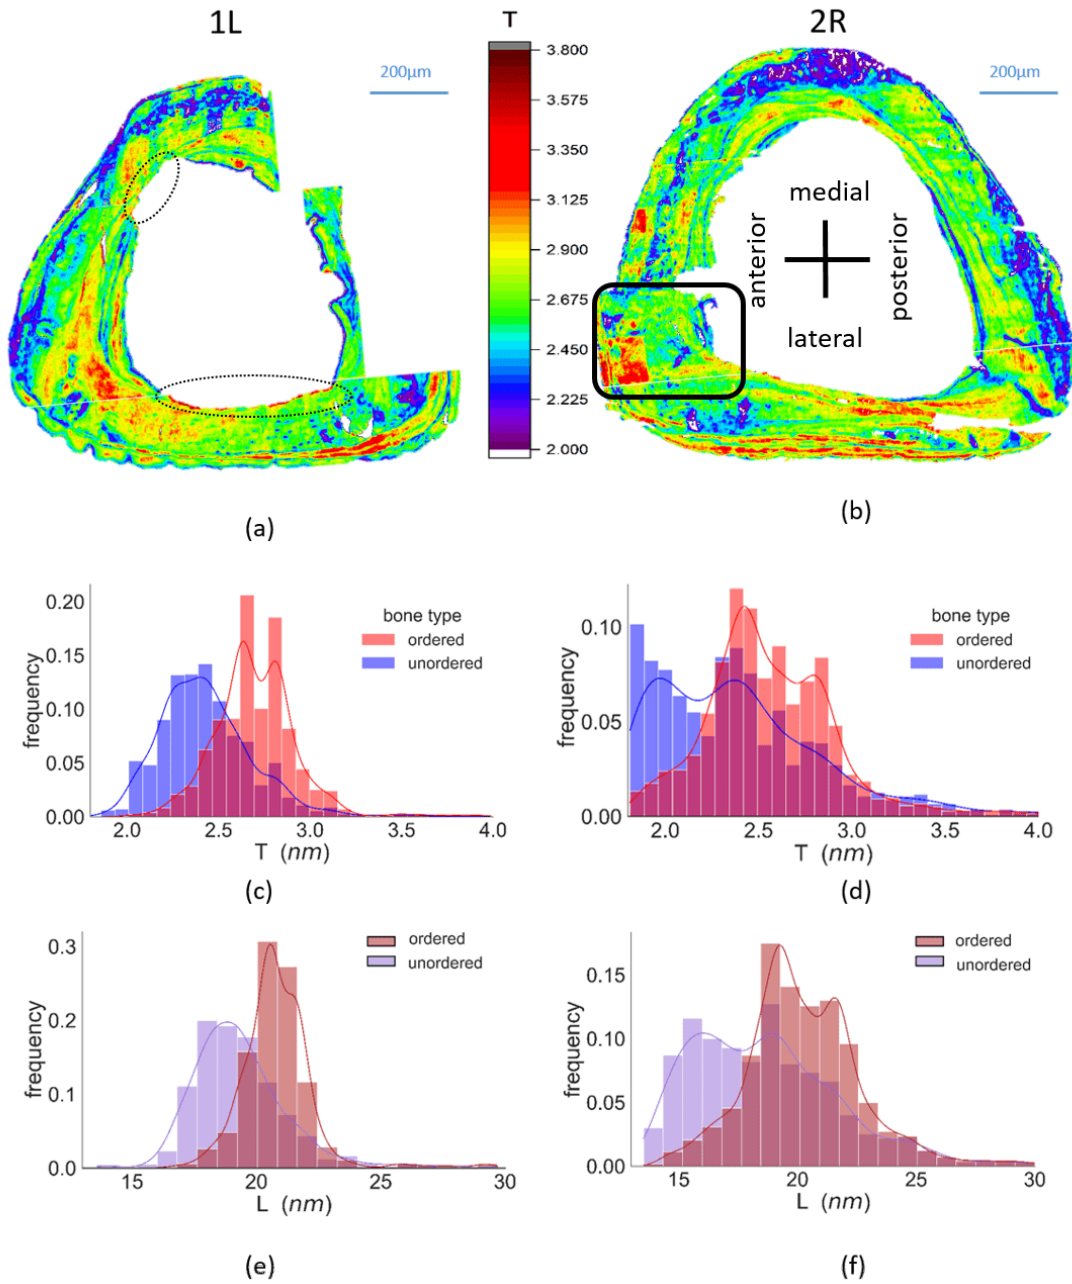 1L
T
2R
200µm
200µm
3.800
3.575
3.350
3.125
2.900
2.675
2.450
2.225
2.000
medial
anterior
posterior
lateral
(a)
(b)
frequency
0.20
0.15
0.10
0.05
0.00
bone type
ordered
unordered
2.0 2.5 3.0 3.5 4.0
T (nm)
(c)
frequency
0.10
0.05
0.00
bone type
ordered
unordered
2.0 2.5 3.0 3.5 4.0
T (nm)
(d)
frequency
0.3
0.2
0.1
0.0
ordered
unordered
15 20 25 30
L (nm)
(e)
frequency
0.15
0.10
0.05
0.00
ordered
unordered
15 20 25 30
L (nm)
(f)